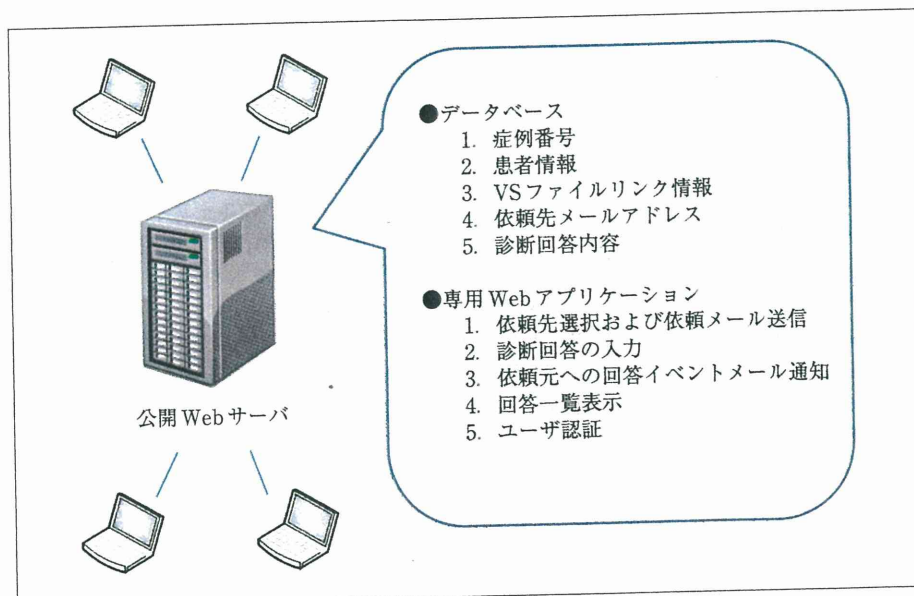 ●データベース
1. 症例番号
2. 患者情報
3. VSファイルリンク情報
4. 依頼先メールアドレス
5. 診断回答内容
●専用Webアプリケーション
1. 依頼先選択および依頼メール送信
2. 診断回答の入力
3. 依頼元への回答イベントメール通知
4. 回答一覧表示
5. ユーザ認証
公開Webサーバ